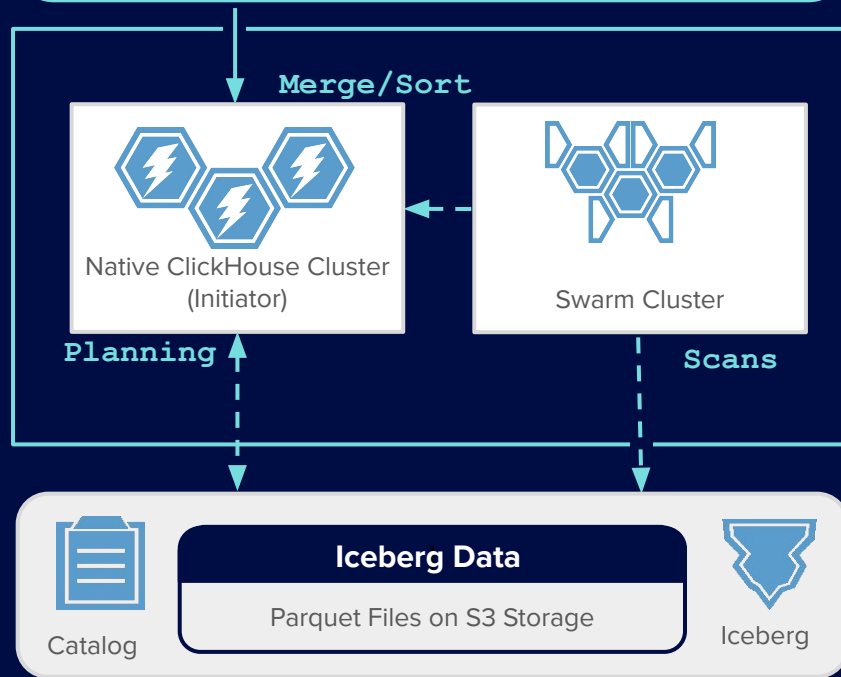 Merge/Sort
Native ClickHouse Cluster
(Initiator)
Swarm Cluster
Planning
Scans
Iceberg Data
Parquet Files on S3 Storage
Catalog
Iceberg